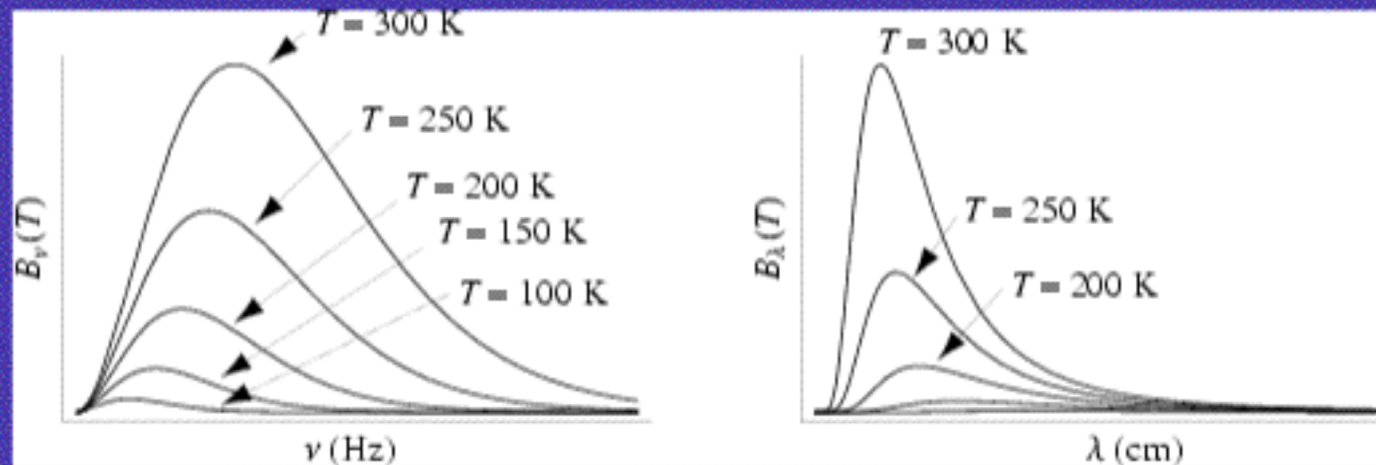 T = 300 K
T = 250 K
T = 200 K
T = 150 K
T = 100 K
Bν(T)
ν (Hz)
T = 300 K
T = 250 K
T = 200 K
Bλ(T)
λ (cm)